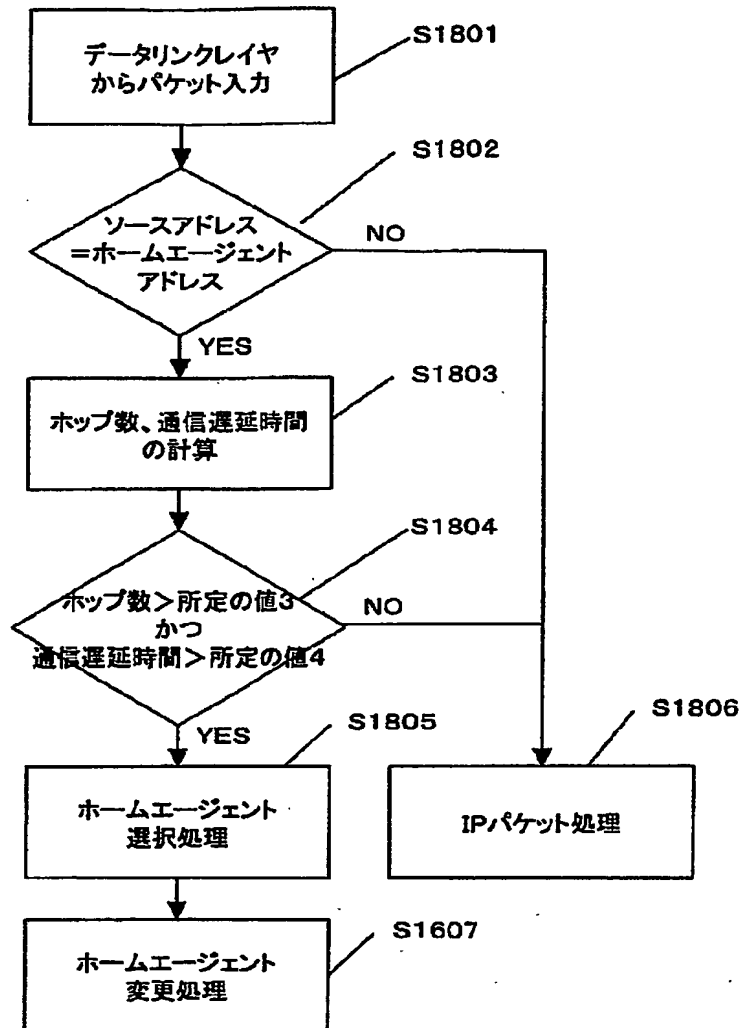 データリンクレイヤ
からパケット入力
S1801
S1802
ソースアドレス
=ホームエージェント
アドレス
NO
YES
S1803
ホップ数、通信遅延時間
の計算
S1804
ホップ数>所定の値3
かつ
通信遅延時間>所定の値4
NO
YES
S1805
S1806
ホームエージェント
選択処理
IPパケット処理
S1607
ホームエージェント
変更処理